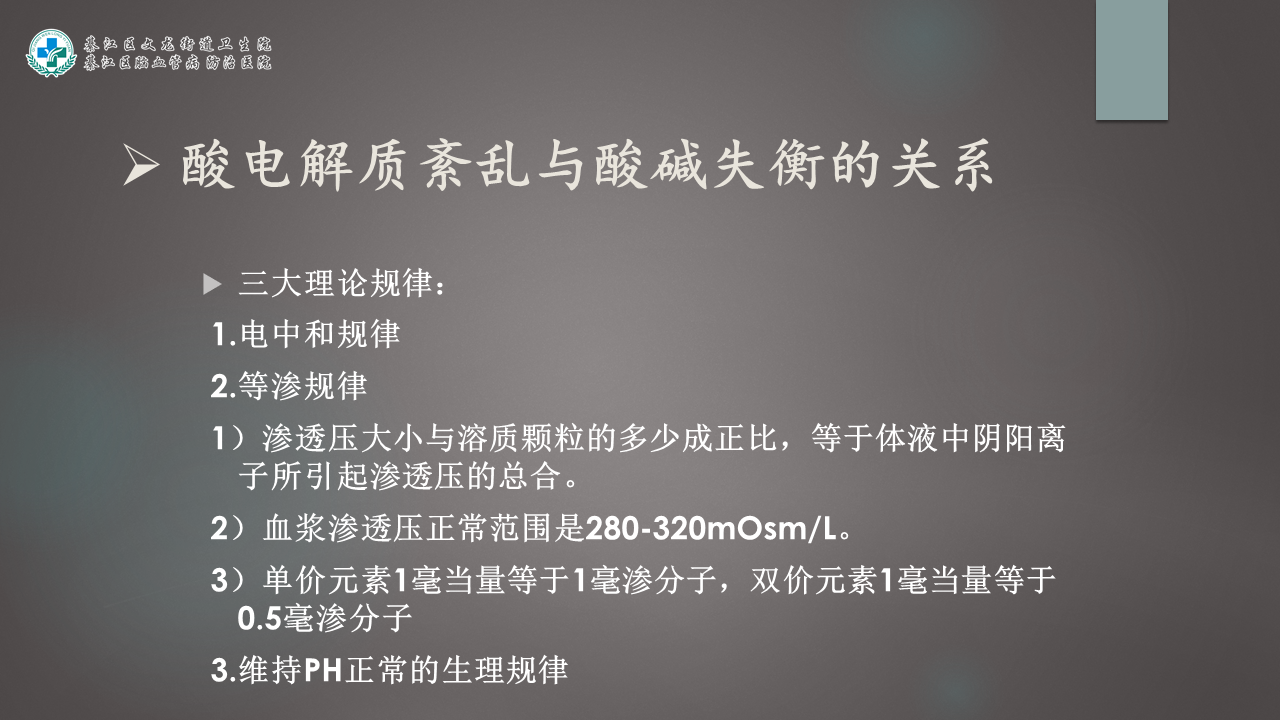 綦江区文龙街道卫生院
綦江区脑血管病防治医院
酸电解质紊乱与酸碱失衡的关系
三大理论规律：
1.电中和规律
2.等渗规律
1）渗透压大小与溶质颗粒的多少成正比，等于体液中阴阳离
子所引起渗透压的总合。
2）血浆渗透压正常范围是280-320mOsm/L。
3）单价元素1毫当量等于1毫渗分子，双价元素1毫当量等于
0.5毫渗分子
3.维持PH正常的生理规律